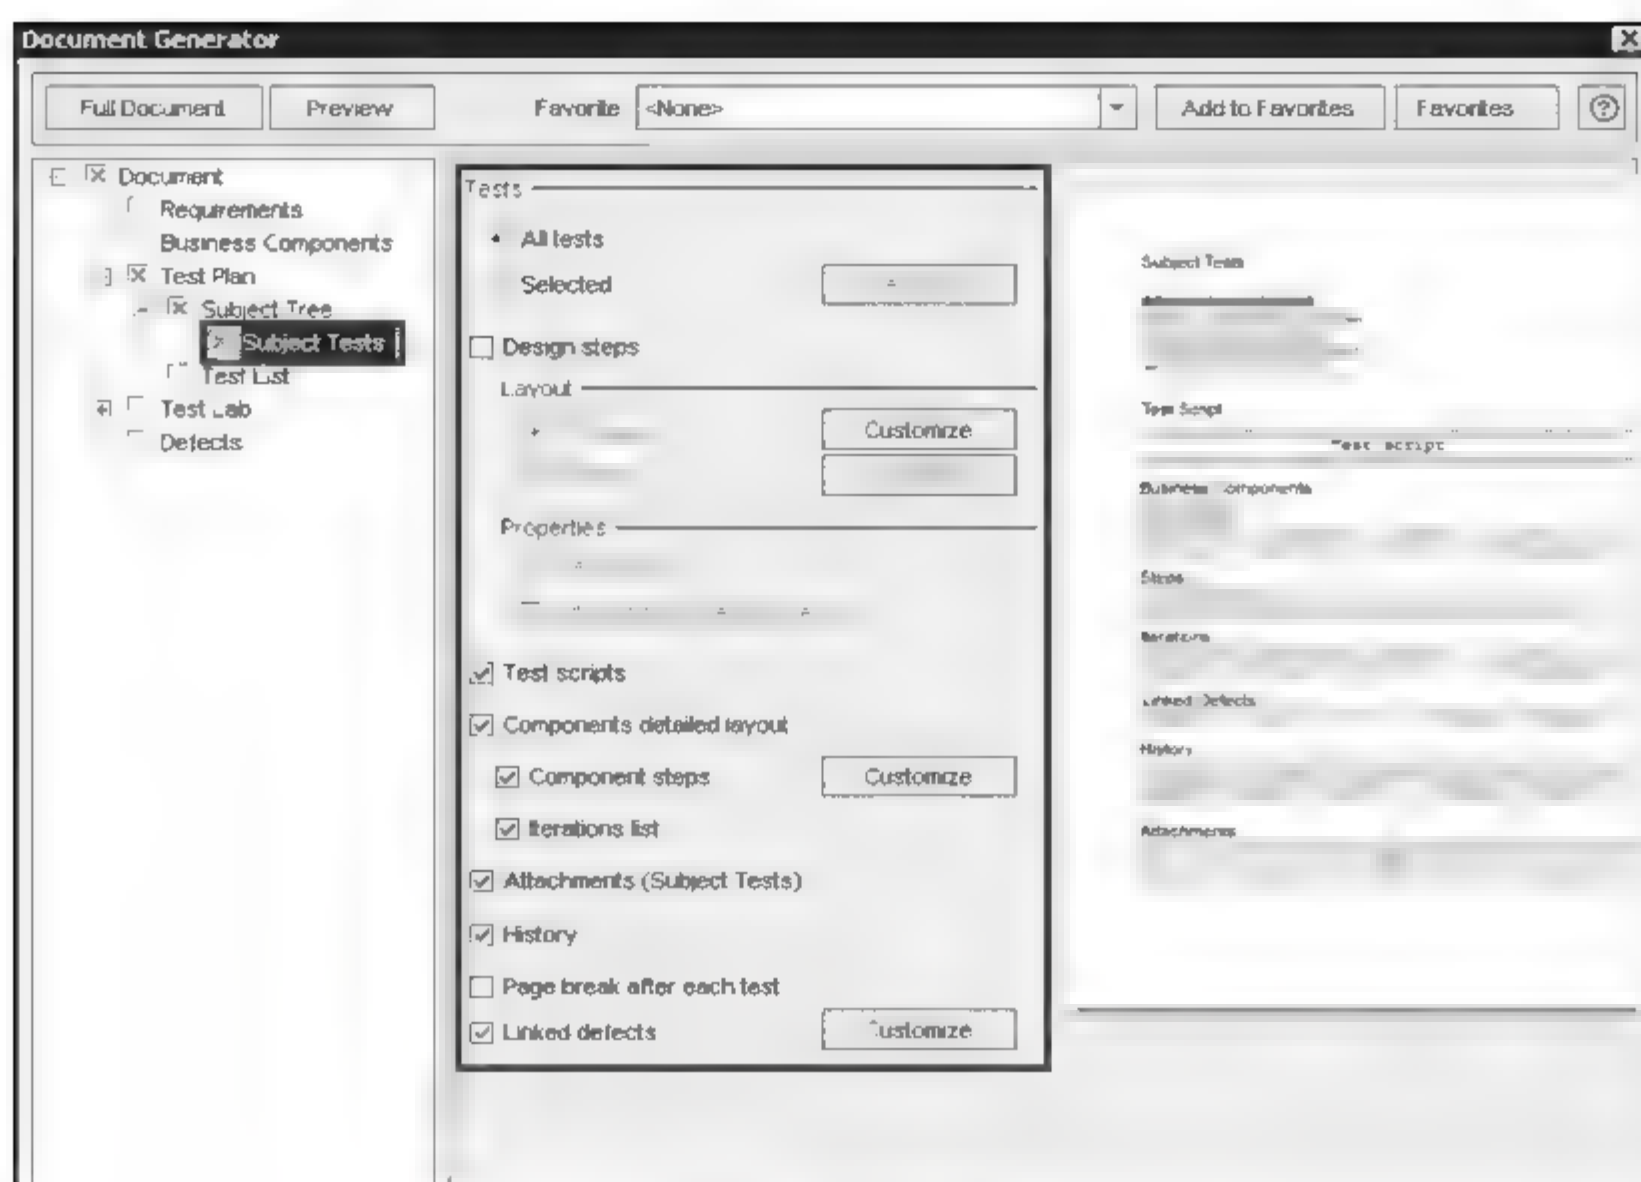 Document Generator
Full Document Preview Favorite <None> Add to Favorites Favorites
Document
Requirements
Business Components
Test Plan
Subject Tree
Subject Tests
Test List
Test Lab
Defects
Tests
All tests
Selected
Design steps
Layout
Customize
Properties
Test scripts
Components detailed layout
Component steps Customize
Iterations list
Attachments (Subject Tests)
History
Page break after each test
Linked defects Customize
Subject Tests
Test Script
Test script
Business Components
Steps
Iterations
Linked Defects
History
Attachments